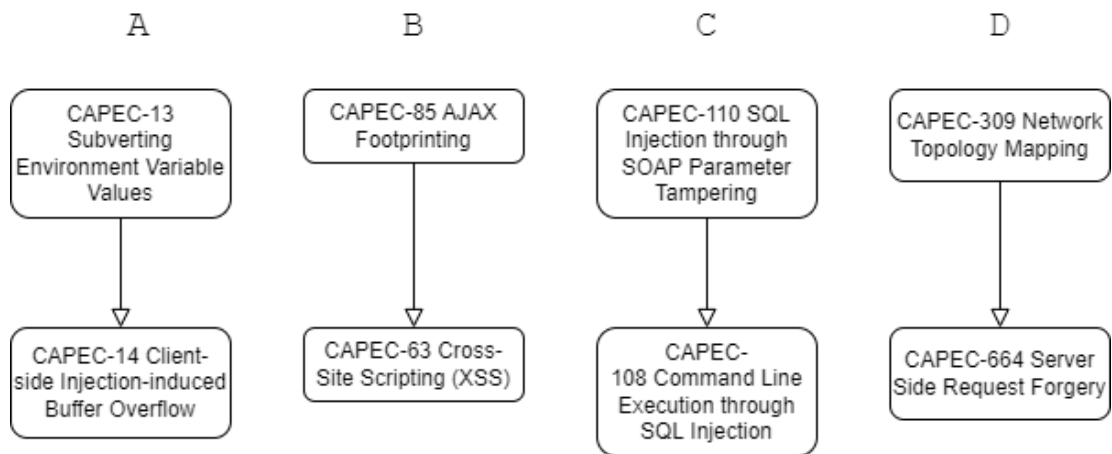 A
B
C
D
CAPEC-13
Subverting
Environment Variable
Values
CAPEC-85 AJAX
Footprinting
CAPEC-110 SQL
Injection through
SOAP Parameter
Tampering
CAPEC-309 Network
Topology Mapping
CAPEC-14 Client-
side Injection-induced
Buffer Overflow
CAPEC-63 Cross-
Site Scripting (XSS)
CAPEC-
108 Command Line
Execution through
SQL Injection
CAPEC-664 Server
Side Request Forgery